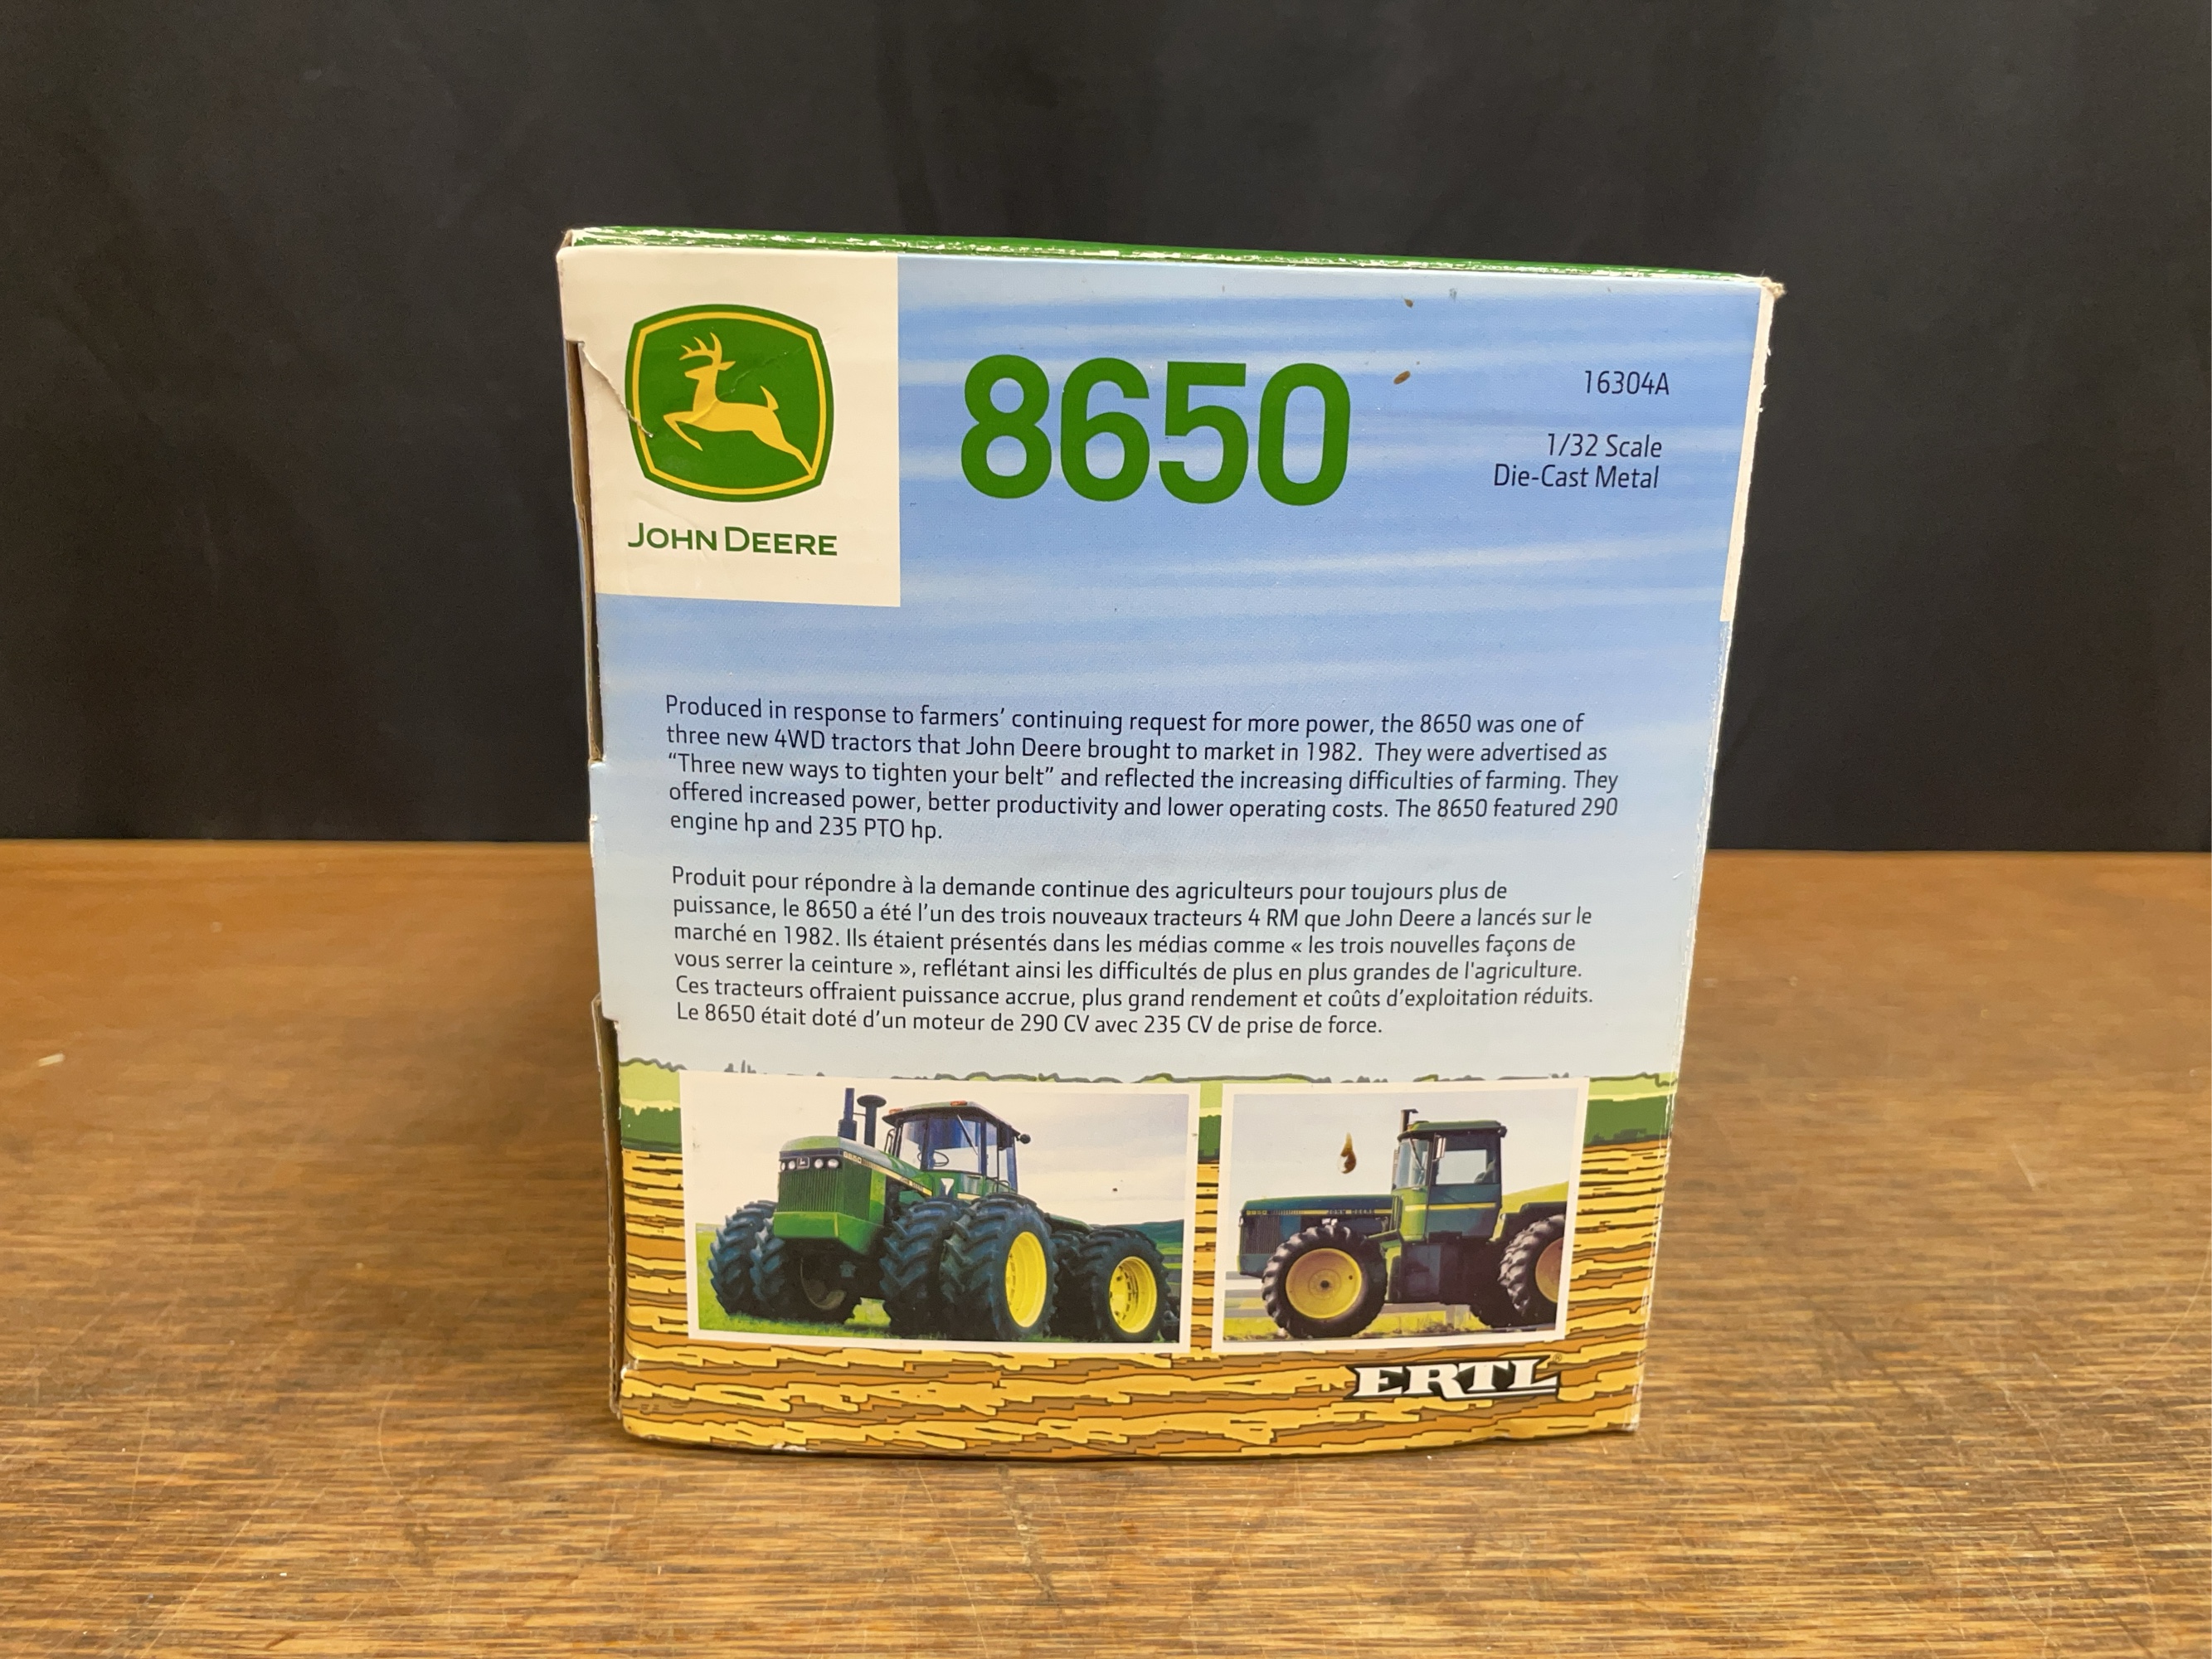 JOHN DEERE
8650
16304A
1/32 Scale
Die-Cast Metal
Produced in response to farmers’ continuing request for more power, the 8650 was one of
three new 4WD tractors that John Deere brought to market in 1982. They were advertised as
“Three new ways to tighten your belt” and reflected the increasing difficulties of farming. They
offered increased power, better productivity and lower operating costs. The 8650 featured 290
engine hp and 235 PTO hp.
Produit pour répondre à la demande continue des agriculteurs pour toujours plus de
puissance, le 8650 a été l’un des trois nouveaux tracteurs 4 RM que John Deere a lancés sur le
marché en 1982. Ils étaient présentés dans les médias comme « les trois nouvelles façons de
vous serrer la ceinture », reflétant ainsi les difficultés de plus en plus grandes de l'agriculture.
Ces tracteurs offraient puissance accrue, plus grand rendement et coûts d’exploitation réduits.
Le 8650 était doté d’un moteur de 290 CV avec 235 CV de prise de force.
8650
JOHN DEERE
ERTL®